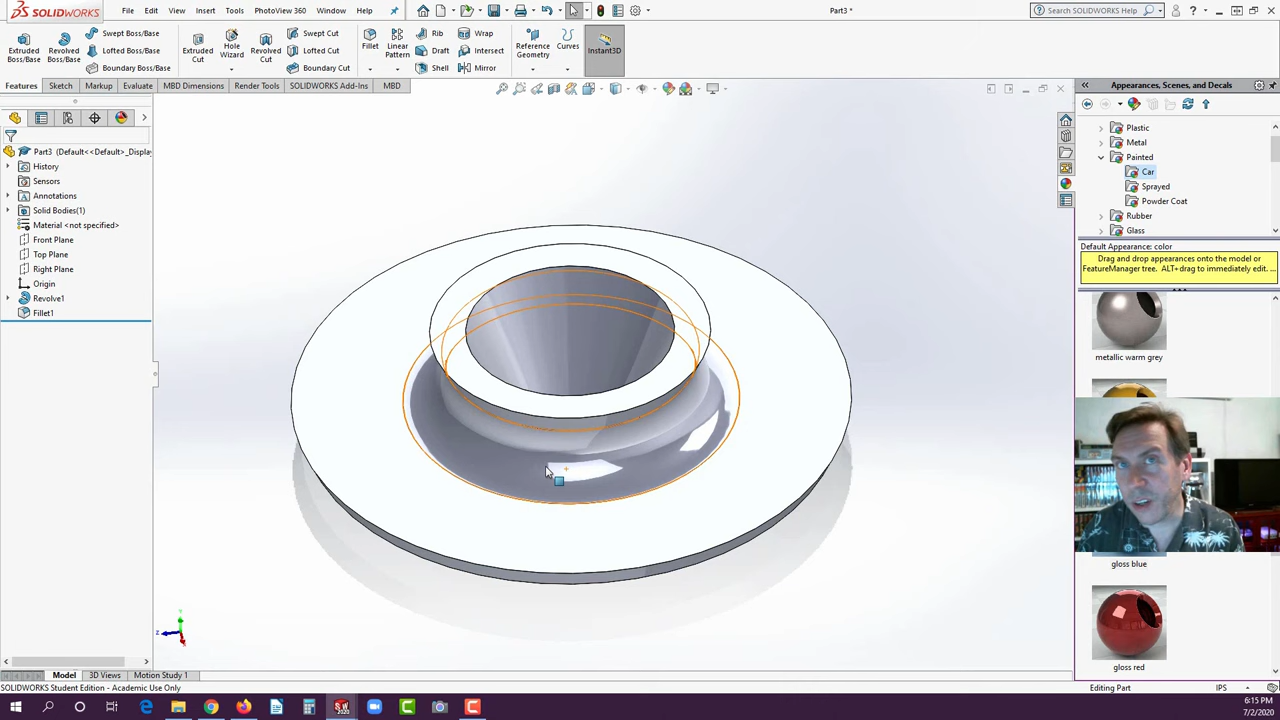 SOLIDWORKS File Edit View Insert Tools PhotoView 360 Window Help Part3 * Search SOLIDWORKS Help
Extruded Boss/Base
Revolved Boss/Base
Swept Boss/Base
Lofted Boss/Base
Boundary Boss/Base
Extruded Cut
Hole Wizard
Revolved Cut
Swept Cut
Lofted Cut
Boundary Cut
Fillet
Linear Pattern
Rib
Draft
Shell
Wrap
Intersect
Mirror
Reference Geometry
Curves
Instant3D
Features Sketch Markup Evaluate MBD Dimensions Render Tools SOLIDWORKS Add-Ins MBD
Part3 (Default<<Default>_Displa
History
Sensors
Annotations
Solid Bodies(1)
Material <not specified>
Front Plane
Top Plane
Right Plane
Origin
Revolve1
Fillet1
Appearances, Scenes, and Decals
Plastic
Metal
Painted
Car
Sprayed
Powder Coat
Rubber
Glass
Default Appearance: color
Drag and drop appearances onto the model or
FeatureManager tree. ALT+drag to immediately edit. ...
metallic warm grey
gloss blue
gloss red
Z
Model 3D Views Motion Study 1
SOLIDWORKS Student Edition - Academic Use Only
Editing Part IPS
SW
2020
6:15 PM
7/2/2020